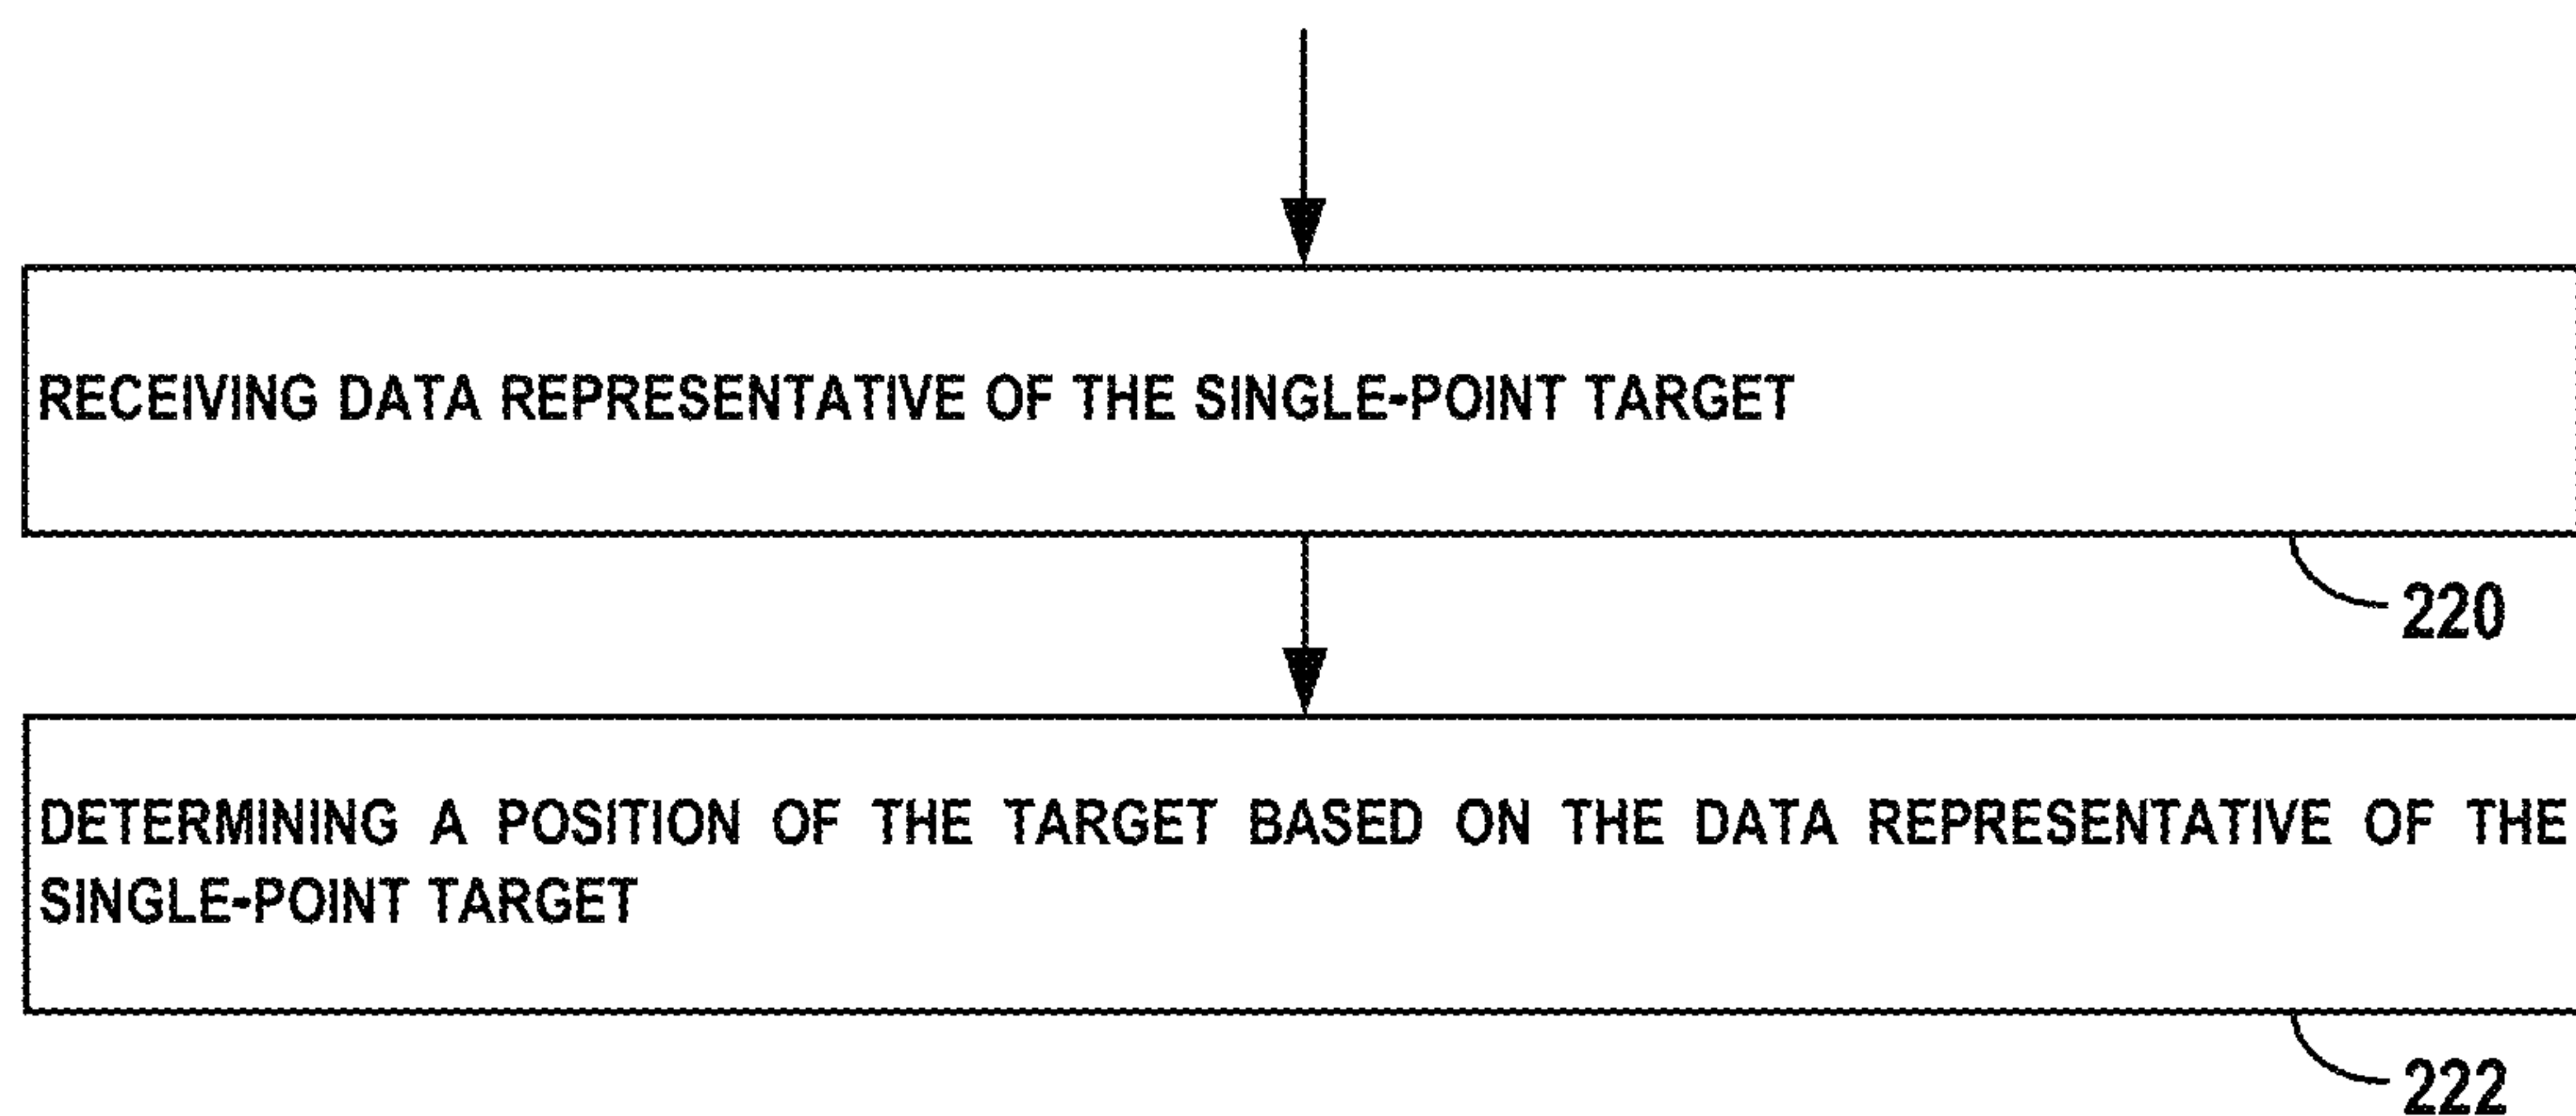 RECEIVING DATA REPRESENTATIVE OF THE SINGLE-POINT TARGET
220
DETERMINING A POSITION OF THE TARGET BASED ON THE DATA REPRESENTATIVE OF THE
SINGLE-POINT TARGET
222